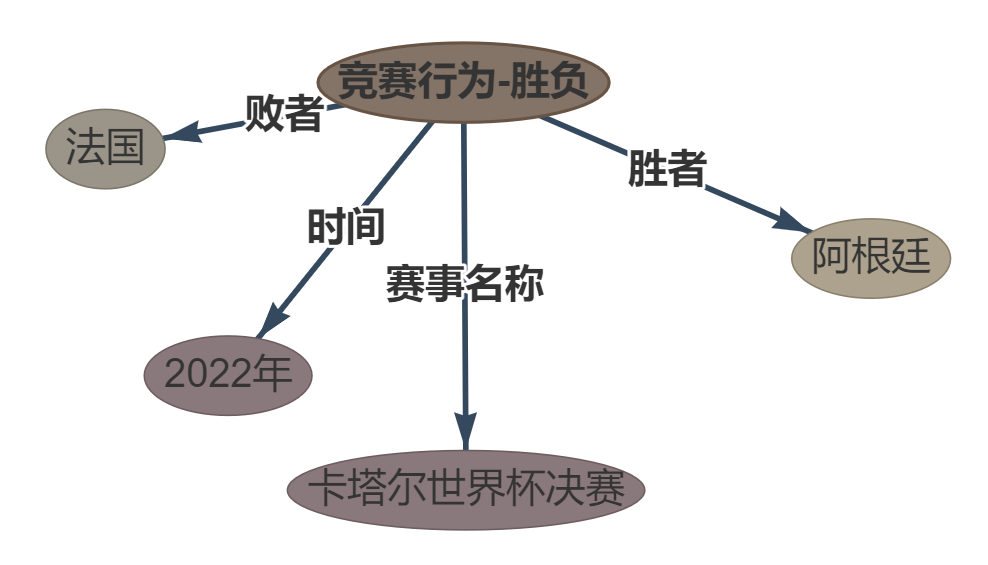 竞赛行为-胜负
败者
法国
胜者
时间
阿根廷
赛事名称
2022年
卡塔尔世界杯决赛